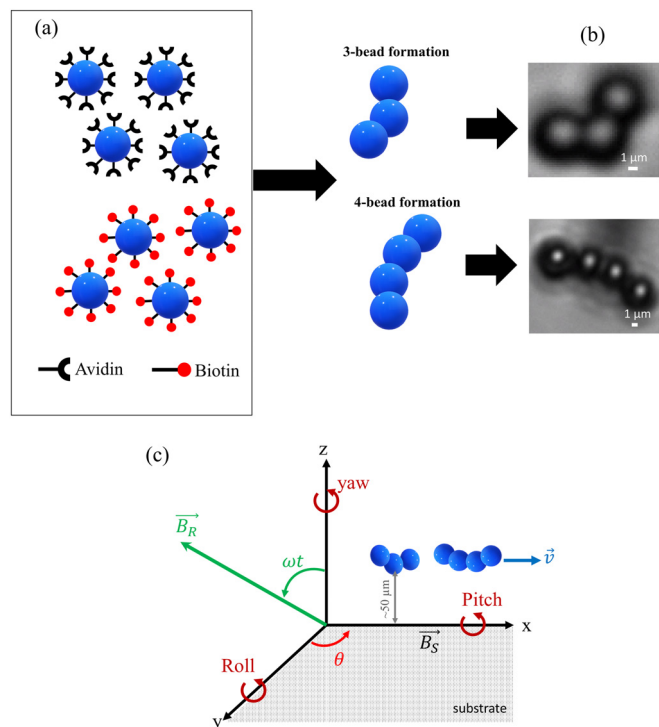 (a)
3-bead formation
(b)
1 μm
4-bead formation
1 μm
Avidin
Biotin
(c)
z
yaw
B_R
ωt
v
~50 μm
Pitch
x
B_S
θ
Roll
y
substrate